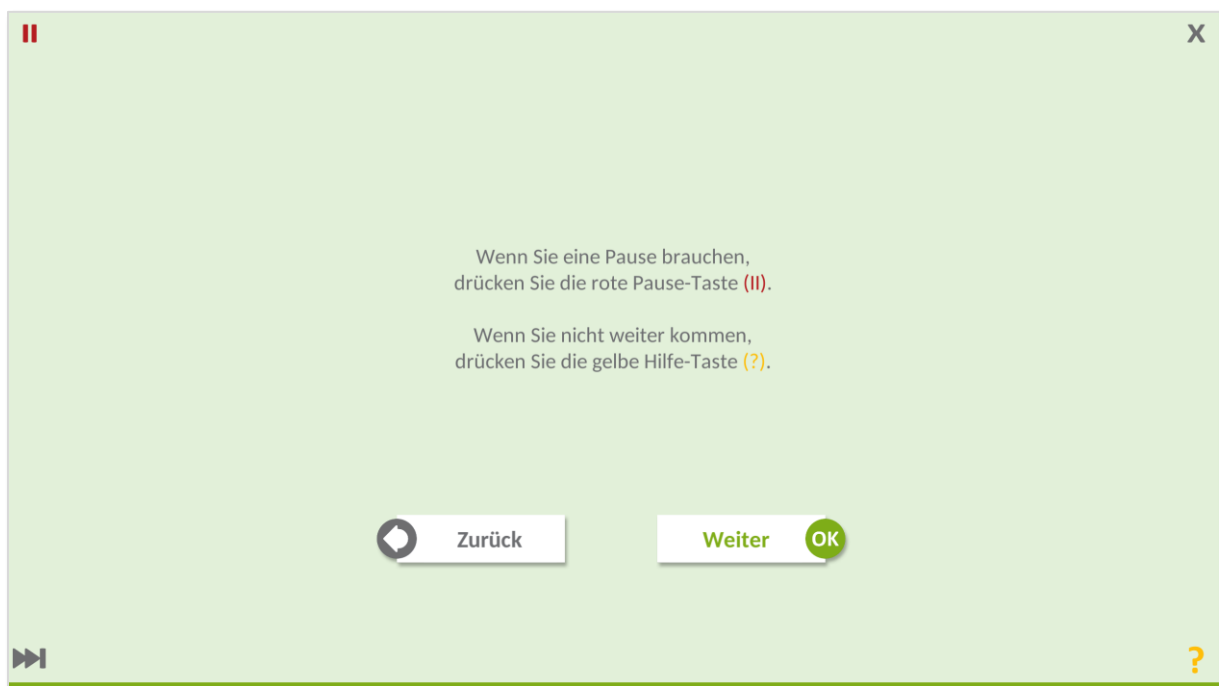 II
X
Wenn Sie eine Pause brauchen,
drücken Sie die rote Pause-Taste (II).
Wenn Sie nicht weiter kommen,
drücken Sie die gelbe Hilfe-Taste (?).
Zurück
Weiter OK
?